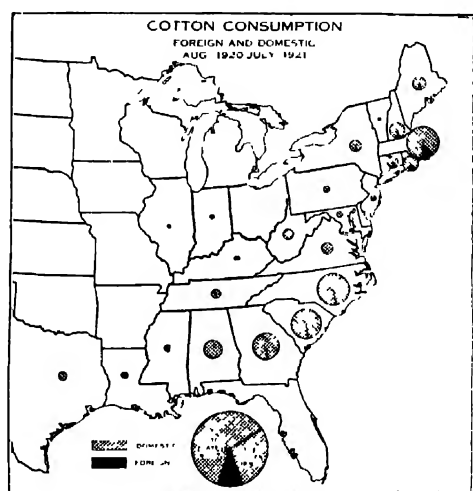 COTTON CONSUMPTION
FOREIGN AND DOMESTIC
AUG. 1920-JULY 1921
DOMESTIC
FOREIGN